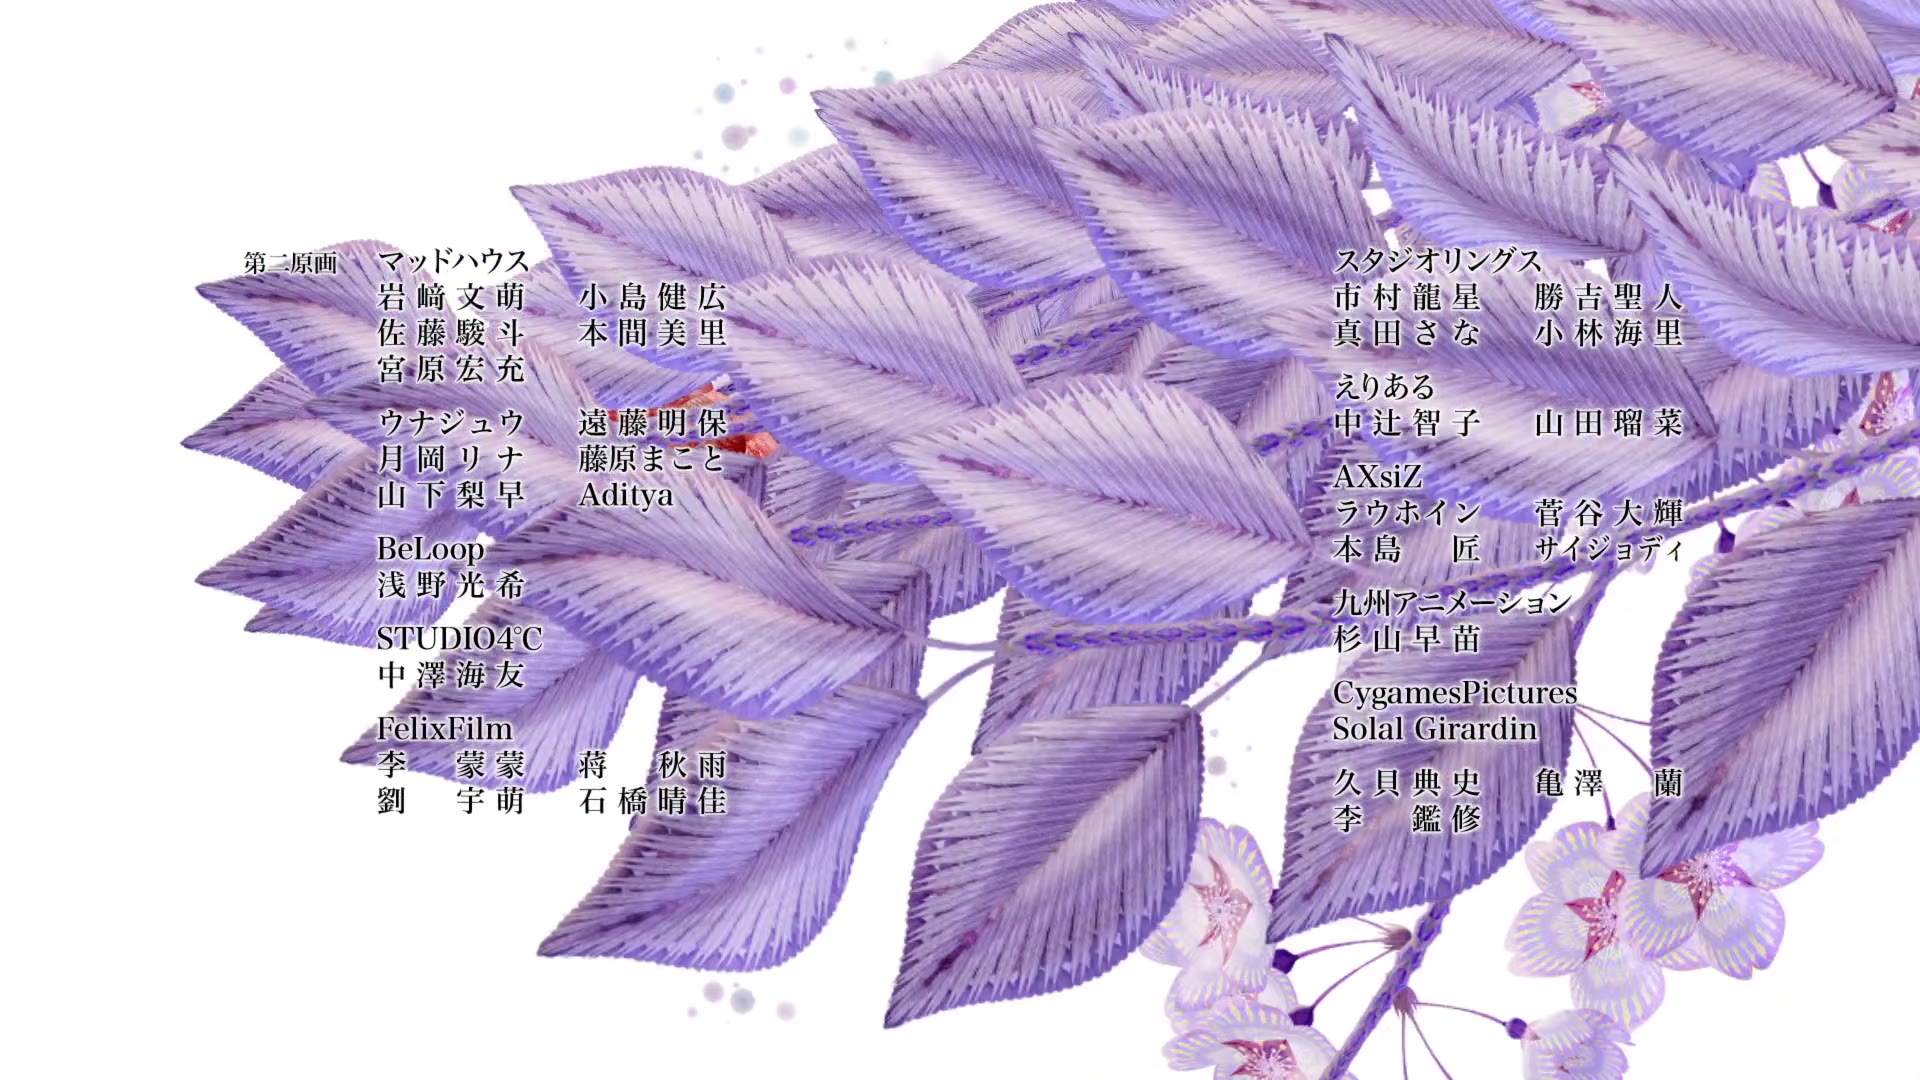 第二原画
マッドハウス
岩﨑文萌 小島健広
佐藤駿斗 本間美里
宮原宏充
ウナジュウ 遠藤明保
月岡リナ 藤原まこと
山下梨早 Aditya
BeLoop
浅野光希
STUDIO4℃
中澤海友
FelixFilm
李 蒙蒙 蒋 秋雨
劉 宇萌 石橋晴佳
スタジオリングス
市村龍星 勝吉聖人
真田さな 小林海里
えりある
中辻智子 山田瑠菜
AXsiZ
ラウホイン 菅谷大輝
本島 匠 サイジョディ
九州アニメーション
杉山早苗
CygamesPictures
Solal Girardin
久貝典史 亀澤 蘭
李 鑑修